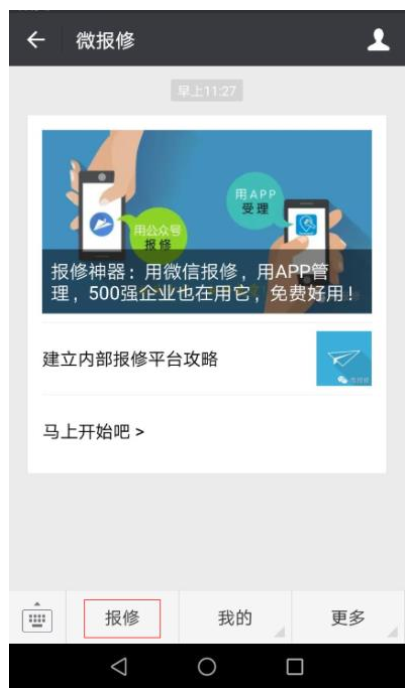 微报修
早上11:27
用APP
受理
用公众号
报修
报修神器：用微信报修，用APP管
理，500强企业也在用它，免费好用！
建立内部报修平台攻略
马上开始吧 >
报修
我的
更多